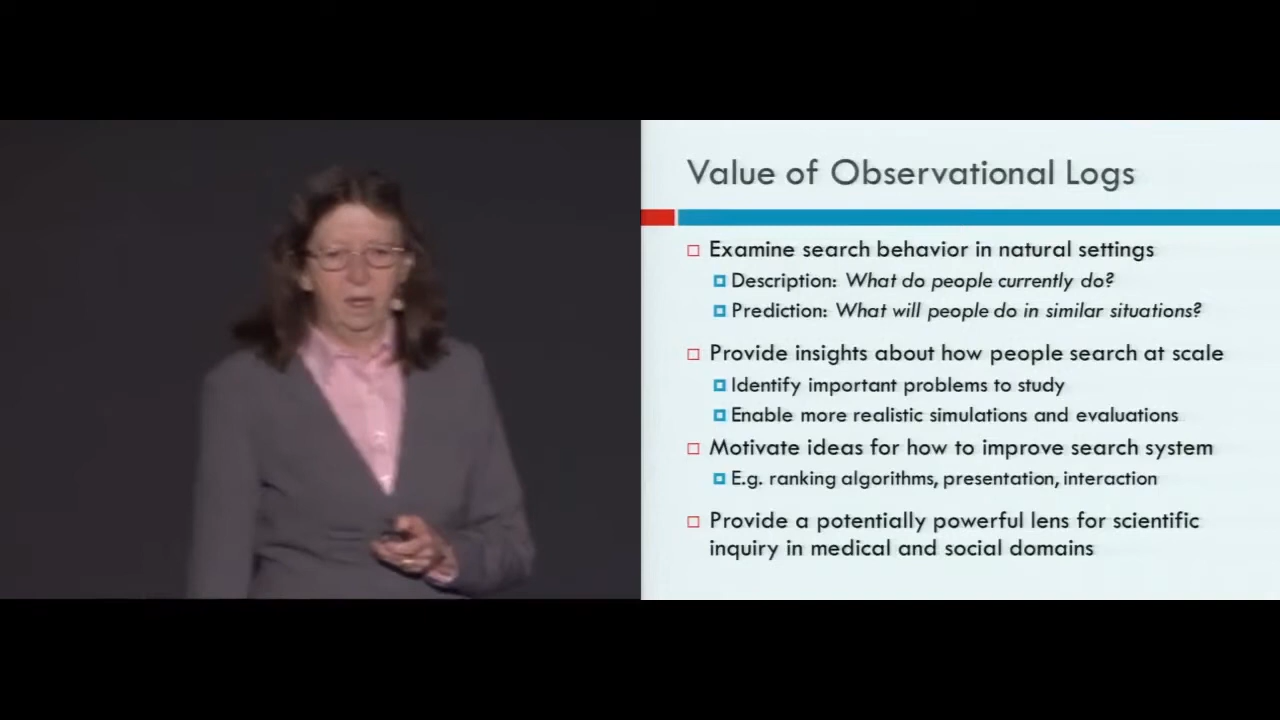 Value of Observational Logs
Examine search behavior in natural settings
Description: What do people currently do?
Prediction: What will people do in similar situations?
Provide insights about how people search at scale
Identify important problems to study
Enable more realistic simulations and evaluations
Motivate ideas for how to improve search system
E.g. ranking algorithms, presentation, interaction
Provide a potentially powerful lens for scientific
inquiry in medical and social domains